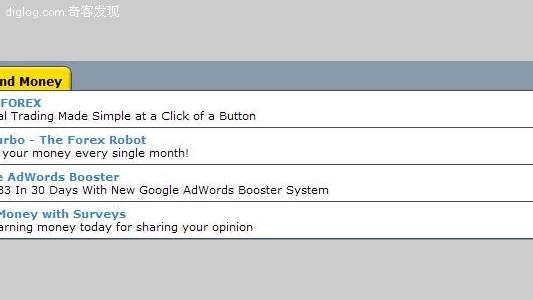 diglog.com 奇客发现
nd Money
FOREX
al Trading Made Simple at a Click of a Button
urbo - The Forex Robot
your money every single month!
e AdWords Booster
33 In 30 Days With New Google AdWords Booster System
Money with Surveys
arning money today for sharing your opinion